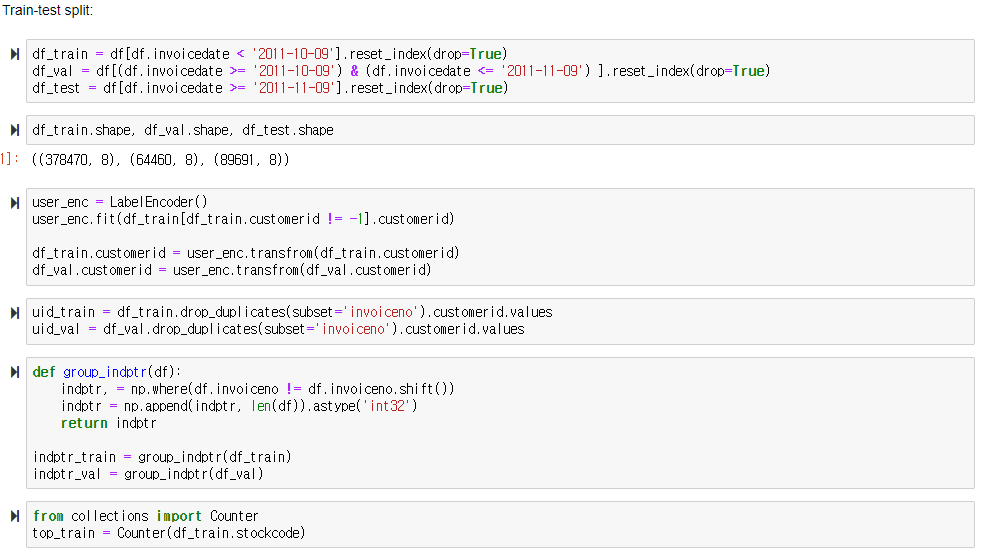 Train-test split:
df_train = df[df.invoicedate < '2011-10-09'].reset_index(drop=True)
df_val = df[(df.invoicedate >= '2011-10-09') & (df.invoicedate <= '2011-11-09') ].reset_index(drop=True)
df_test = df[df.invoicedate >= '2011-11-09'].reset_index(drop=True)
df_train.shape, df_val.shape, df_test.shape
1]: ((378470, 8), (64460, 8), (89691, 8))
user_enc = LabelEncoder()
user_enc.fit(df_train[df_train.customerid != -1].customerid)
df_train.customerid = user_enc.transfrom(df_train.customerid)
df_val.customerid = user_enc.transfrom(df_val.customerid)
uid_train = df_train.drop_duplicates(subset='invoiceno').customerid.values
uid_val = df_val.drop_duplicates(subset='invoiceno').customerid.values
def group_indptr(df):
    indptr, = np.where(df.invoiceno != df.invoiceno.shift())
    indptr = np.append(indptr, len(df)).astype('int32')
    return indptr
indptr_train = group_indptr(df_train)
indptr_val = group_indptr(df_val)
from collections import Counter
top_train = Counter(df_train.stockcode)